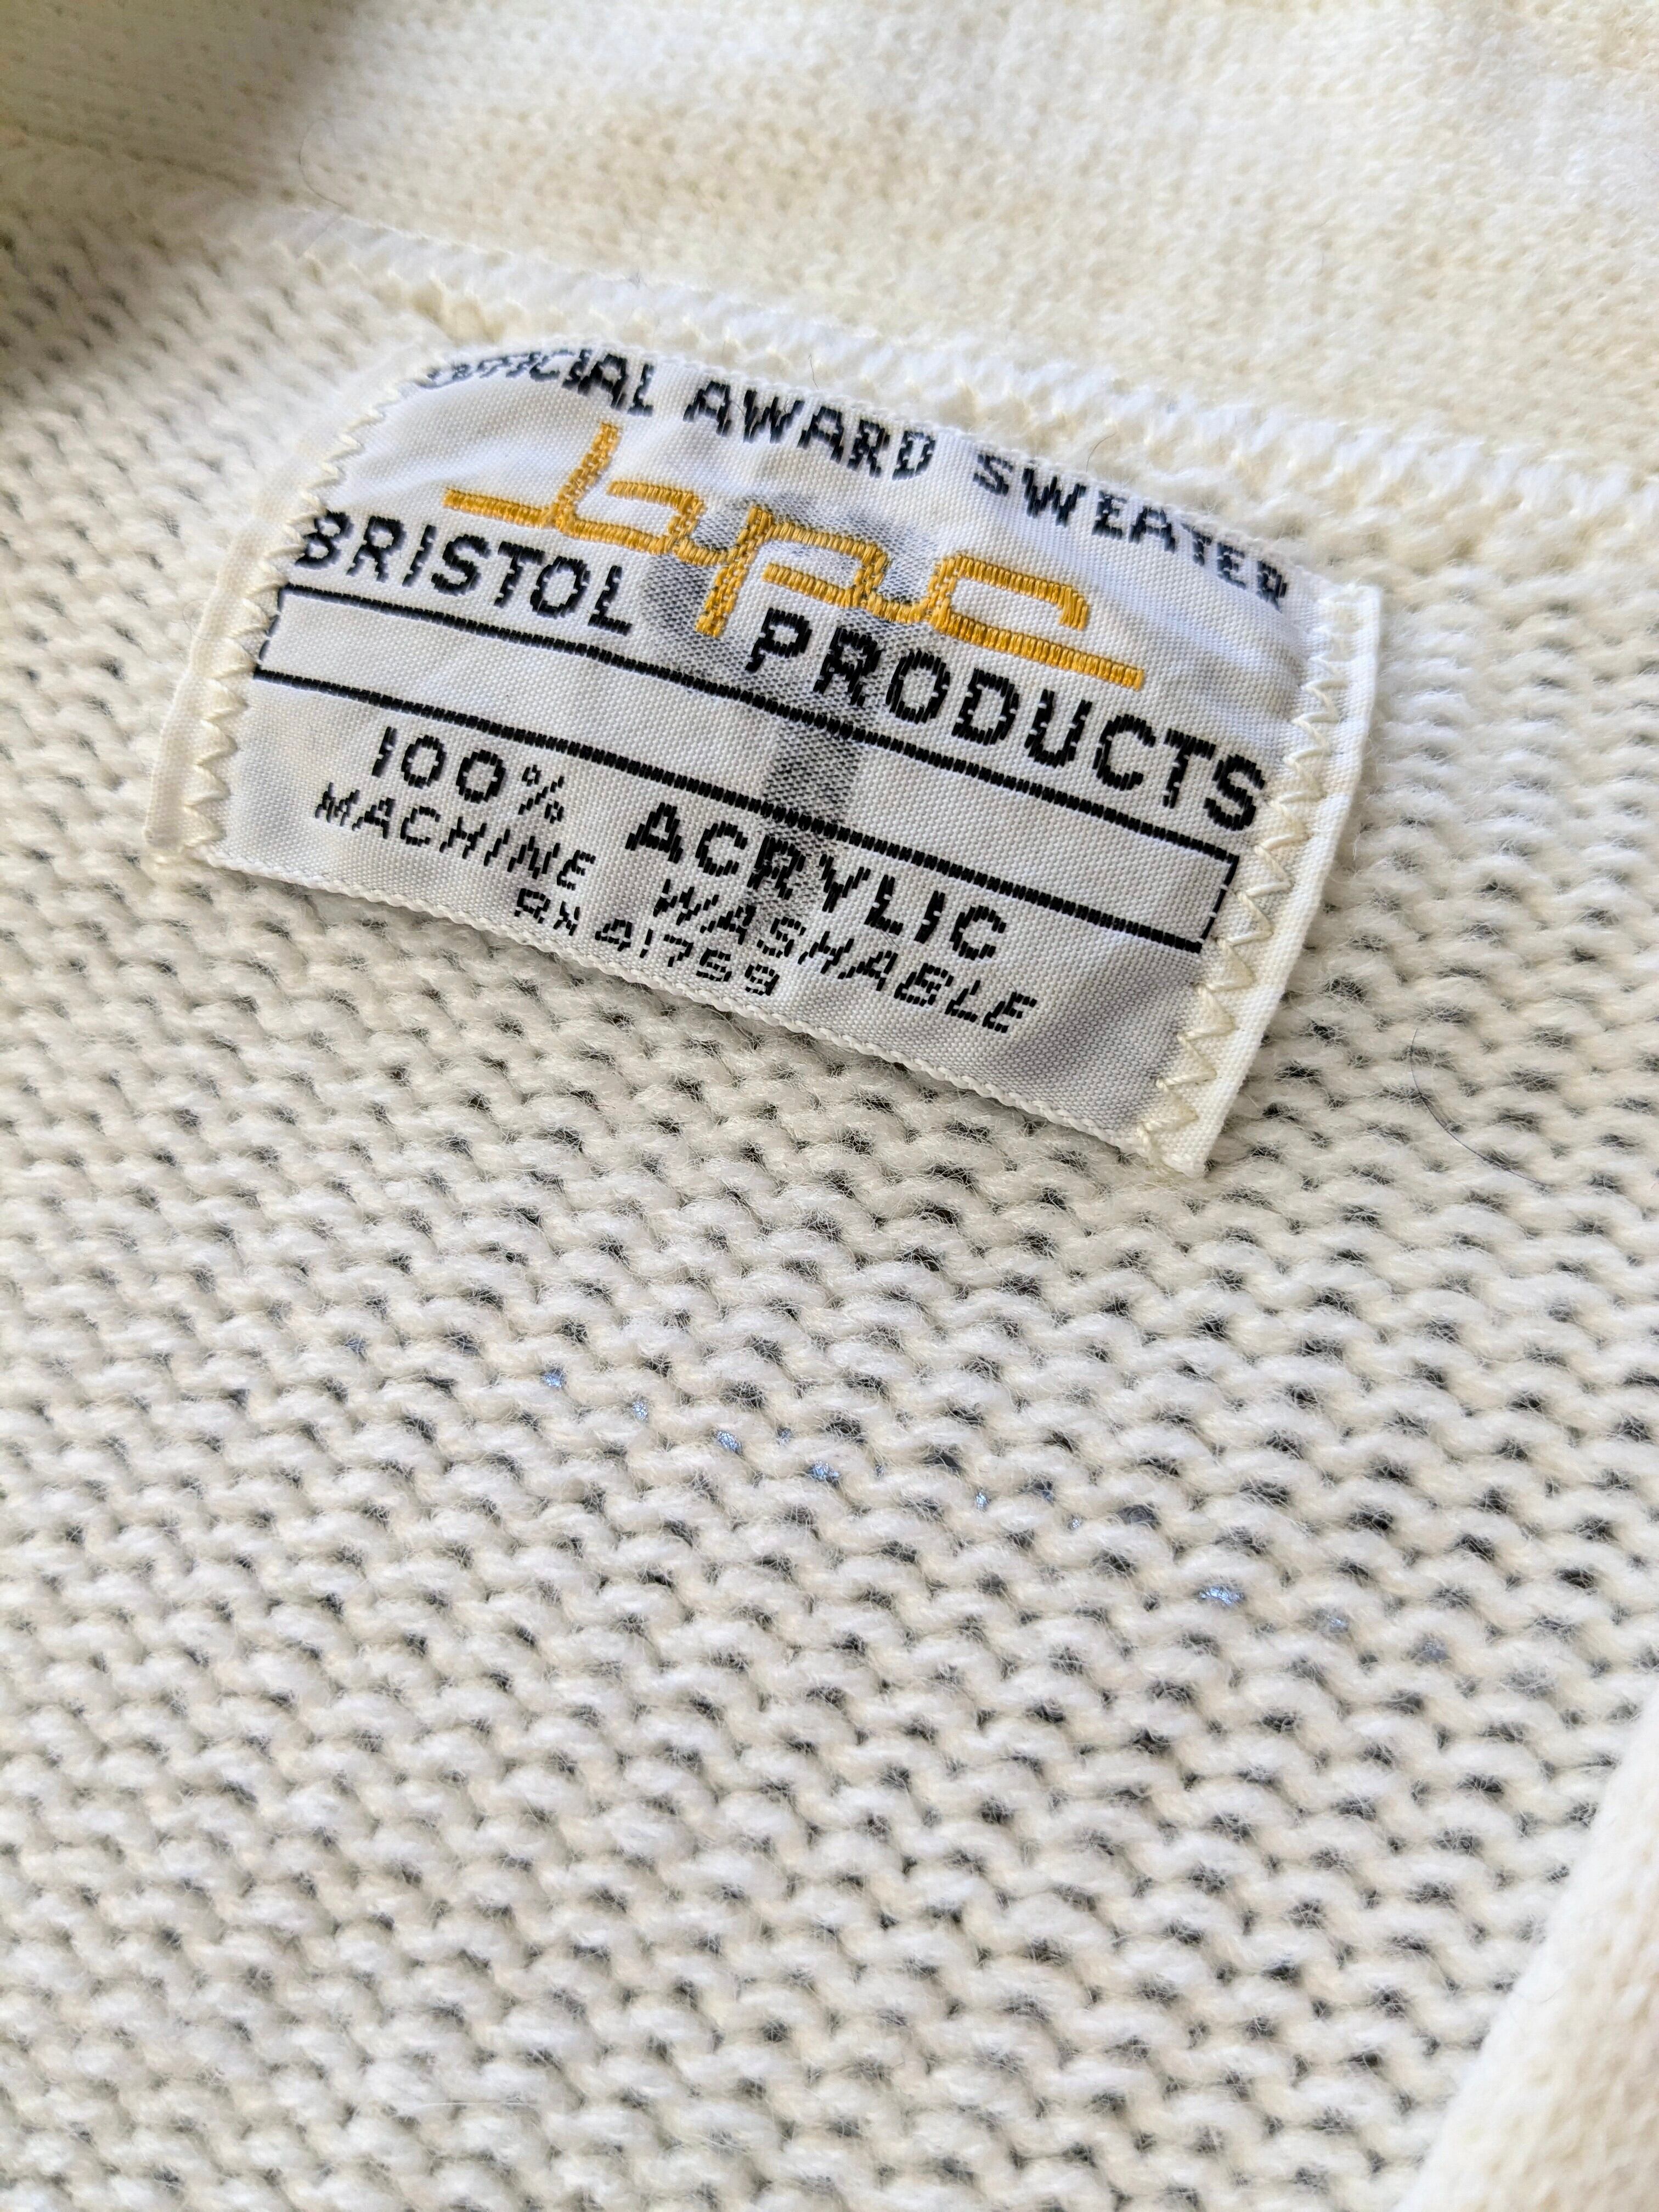 OFFICIAL AWARD SWEATER
bpc
BRISTOL PRODUCTS
100% ACRYLIC
MACHINE WASHABLE
RN 41759